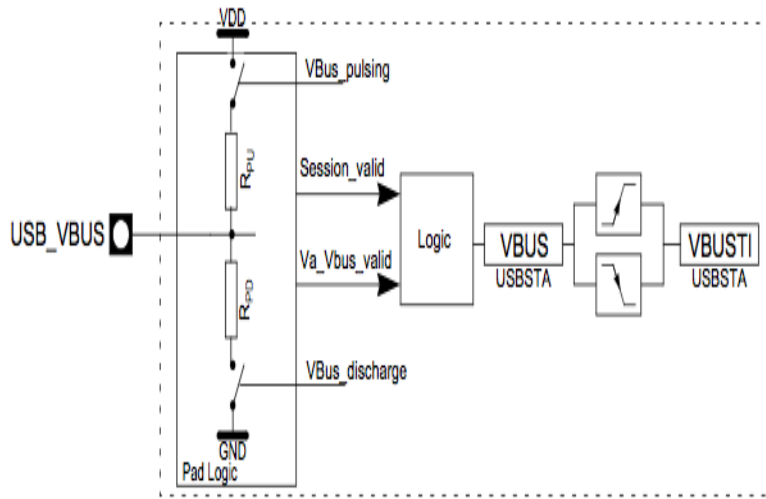 VDD
VBus_pulsing
RPU
Session_valid
USB_VBUS
Logic
VBUS
USBSTA
VBUSTI
USBSTA
Va_Vbus_valid
RPD
VBus_discharge
GND
Pad Logic